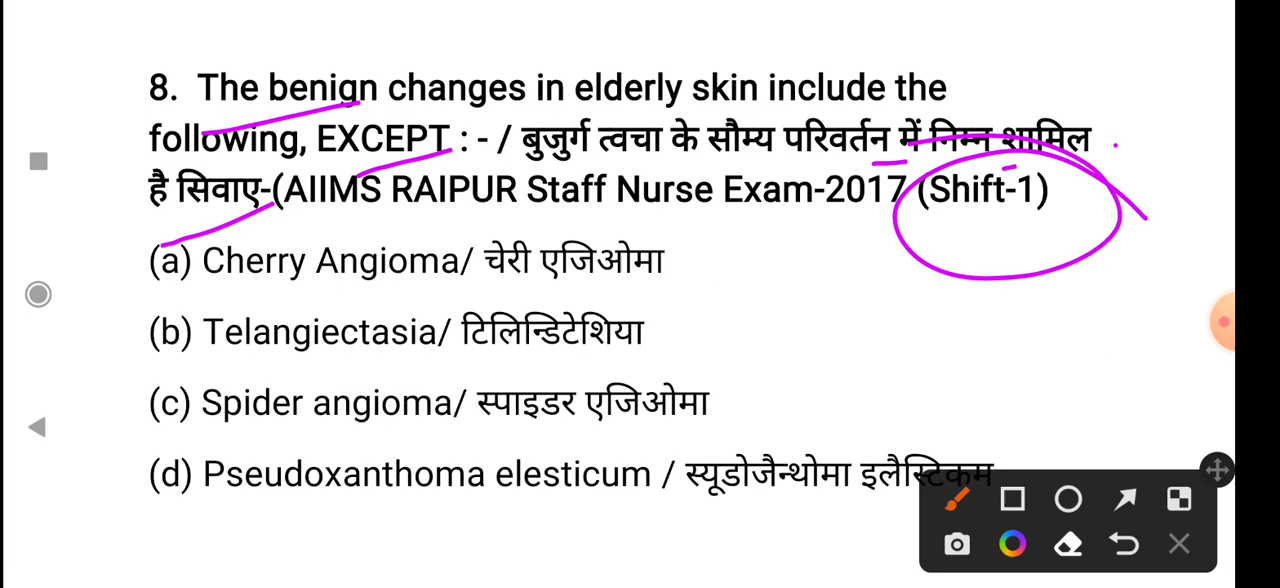 8. The benign changes in elderly skin include the
following, EXCEPT : - / बुजुर्ग त्वचा के सौम्य परिवर्तन में निम्न शामिल
है सिवाए-(AIIMS RAIPUR Staff Nurse Exam-2017 (Shift-1)
(a) Cherry Angioma/ चेरी एजिओमा
(b) Telangiectasia/ टिलिन्डिटेशिया
(c) Spider angioma/ स्पाइडर एजिओमा
(d) Pseudoxanthoma elesticum / स्यूडोजैन्थोमा इलैस्टिकम